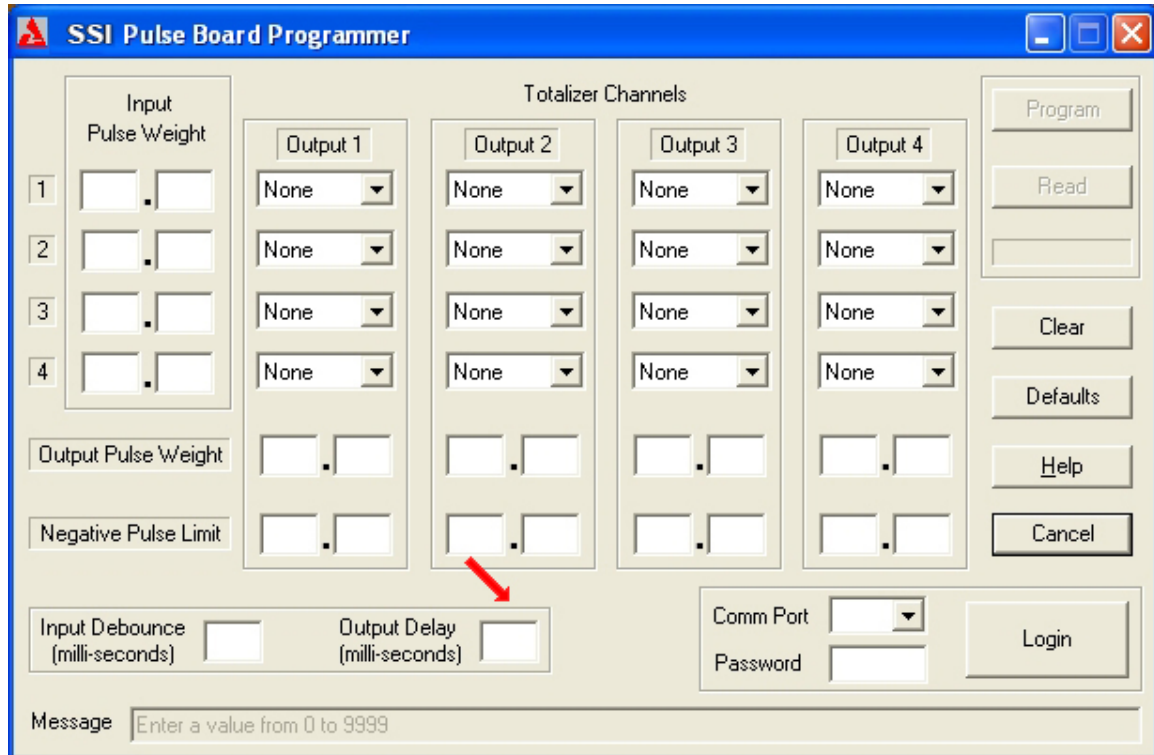 SSI Pulse Board Programmer
Input
Pulse Weight
Totalizer Channels
Output 1 Output 2 Output 3 Output 4
Program
1 . None None None None
Read
2 . None None None None
3 . None None None None
Clear
4 . None None None None
Defaults
Output Pulse Weight . . . .
Help
Negative Pulse Limit . . . .
Cancel
Input Debounce
(milli-seconds)
Output Delay
(milli-seconds)
Comm Port
Password
Login
Message Enter a value from 0 to 9999